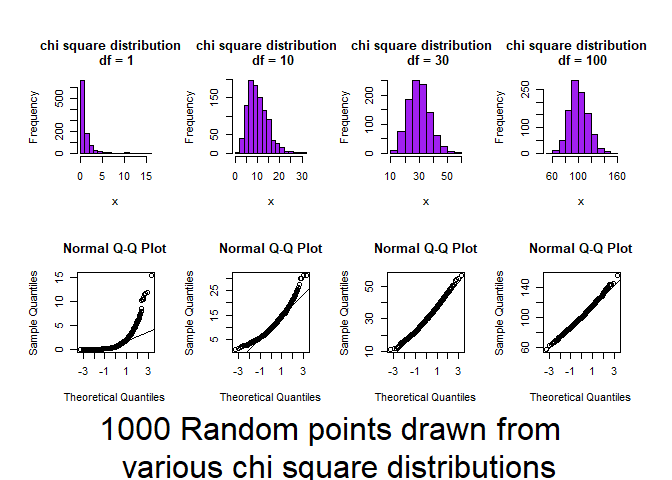 chi square distribution
df = 1
chi square distribution
df = 10
chi square distribution
df = 30
chi square distribution
df = 100
Frequency
0 200 500
0 5 10 15
x
Frequency
0 50 150
0 10 20 30
x
Frequency
0 100 250
10 30 50
x
Frequency
0 100 250
60 100 160
x
Normal Q-Q Plot
Sample Quantiles
0 5 15
-3 -1 1 3
Theoretical Quantiles
Normal Q-Q Plot
Sample Quantiles
5 15 25
-3 -1 1 3
Theoretical Quantiles
Normal Q-Q Plot
Sample Quantiles
10 30 50
-3 -1 1 3
Theoretical Quantiles
Normal Q-Q Plot
Sample Quantiles
60 100 140
-3 -1 1 3
Theoretical Quantiles
1000 Random points drawn from
various chi square distributions